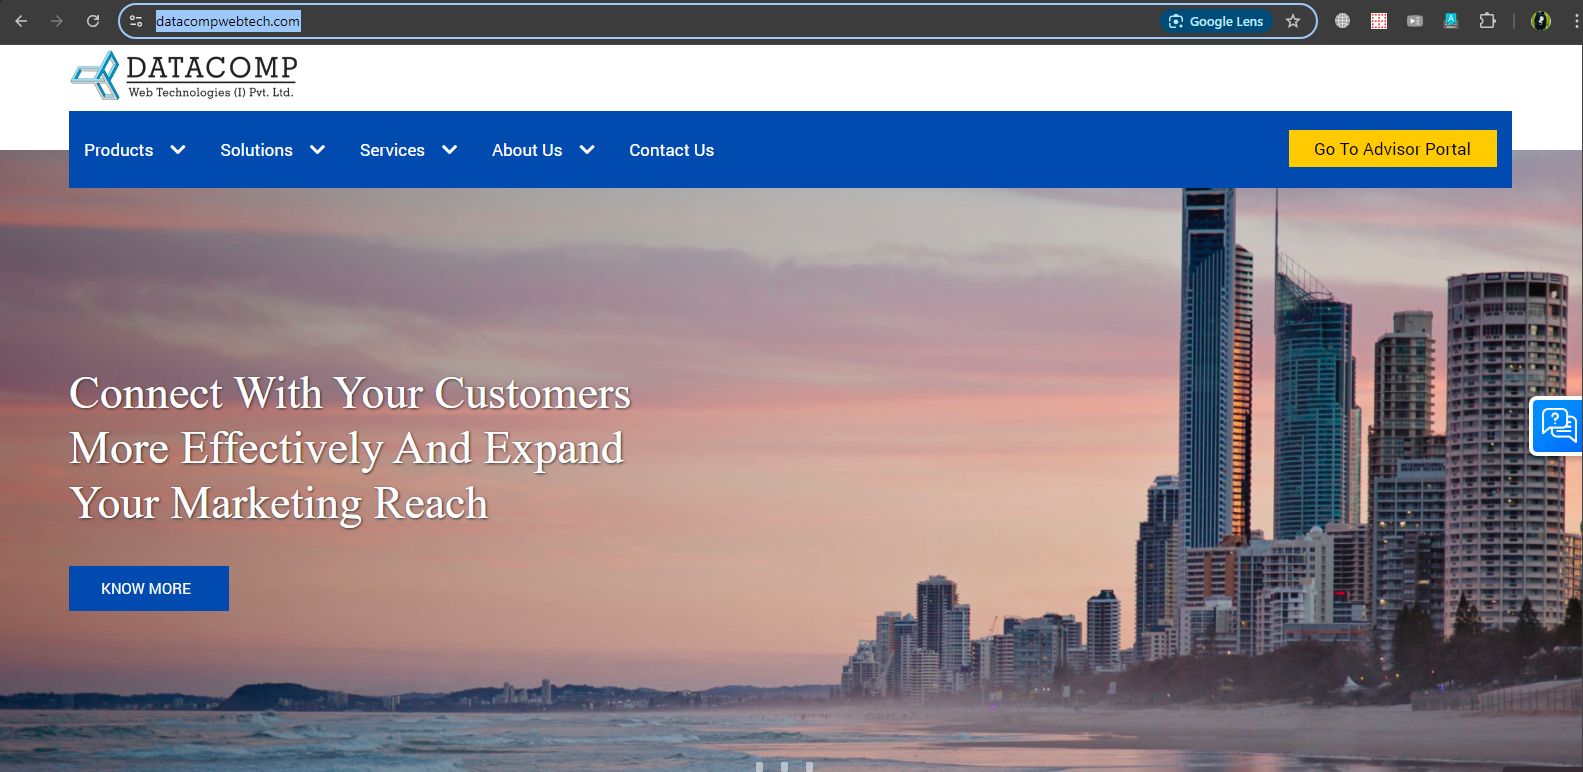 datacompwebtech.com
Google Lens
DATACOMP
Web Technologies (I) Pvt. Ltd.
Products
Solutions
Services
About Us
Contact Us
Go To Advisor Portal
Connect With Your Customers
More Effectively And Expand
Your Marketing Reach
KNOW MORE